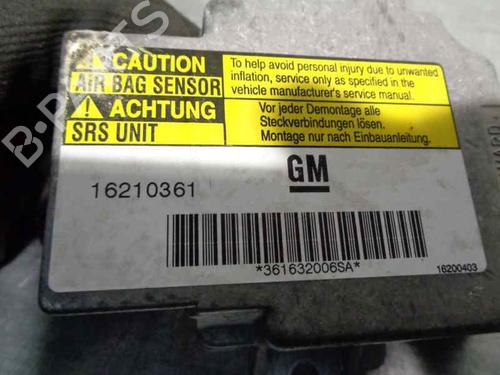 CAUTION
AIR BAG SENSOR
ACHTUNG
SRS UNIT
To help avoid personal injury due to unwanted
inflation, service only as specified in the
vehicle manufacturer's service manual.
Vor jeder Demontage alle
Steckverbindungen lösen.
Montage nur nach Einbauanleitung.
16210361
GM
*361632006SA*
16200403